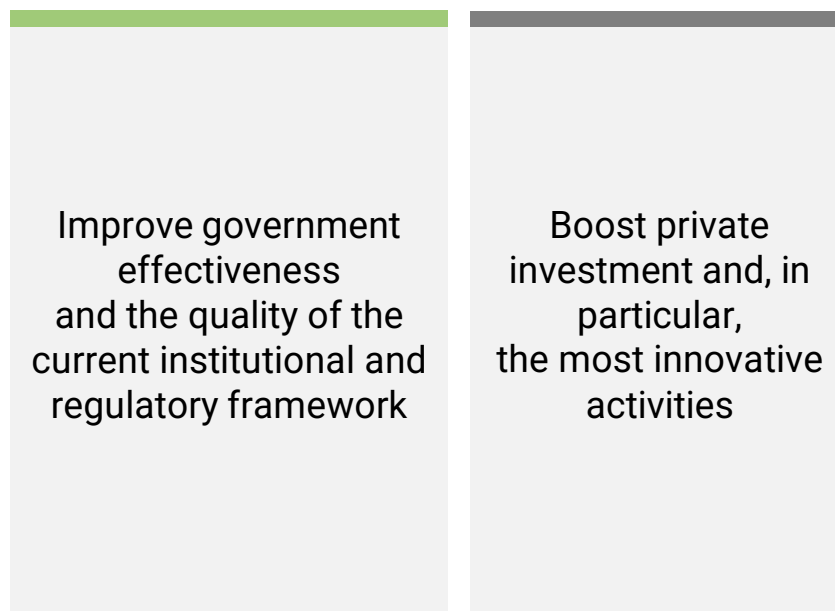 Improve government
effectiveness
and the quality of the
current institutional and
regulatory framework
Boost private
investment and, in
particular,
the most innovative
activities